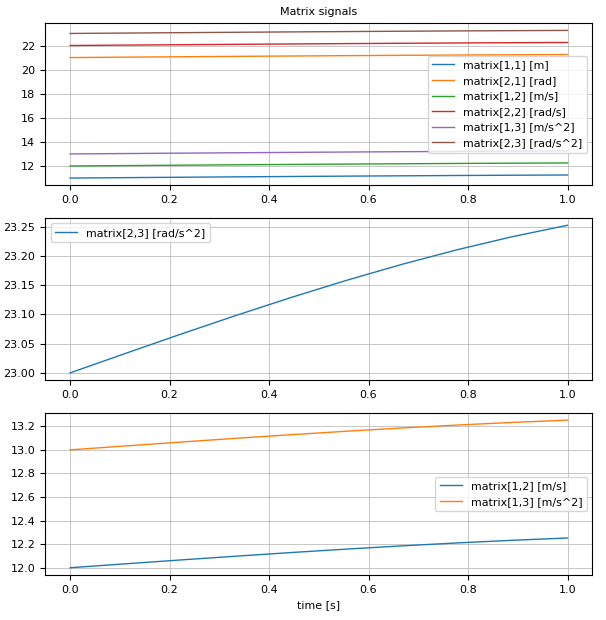 Matrix signals
22
20
18
16
14
12
matrix[1,1] [m]
matrix[2,1] [rad]
matrix[1,2] [m/s]
matrix[2,2] [rad/s]
matrix[1,3] [m/s^2]
matrix[2,3] [rad/s^2]
0.0 0.2 0.4 0.6 0.8 1.0
23.25
23.20
23.15
23.10
23.05
23.00
matrix[2,3] [rad/s^2]
0.0 0.2 0.4 0.6 0.8 1.0
13.2
13.0
12.8
12.6
12.4
12.2
12.0
matrix[1,2] [m/s]
matrix[1,3] [m/s^2]
0.0 0.2 0.4 0.6 0.8 1.0
time [s]